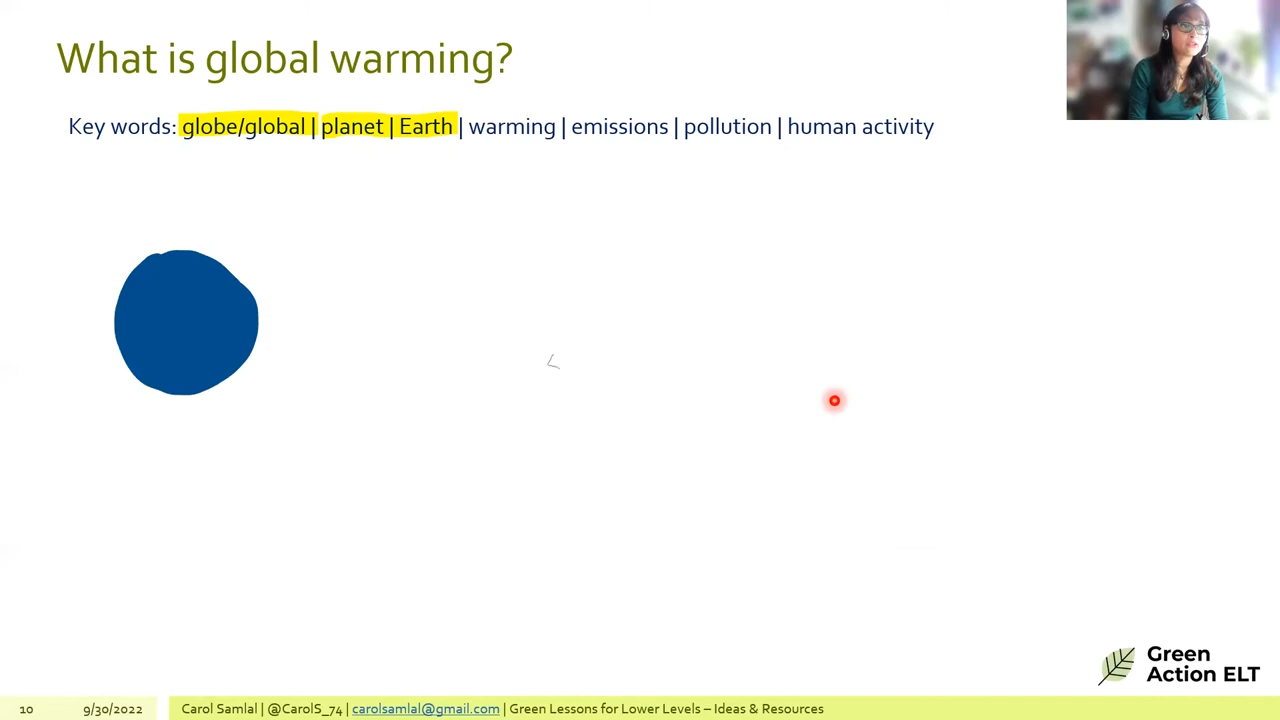 What is global warming?
Key words: globe/global | planet | Earth | warming | emissions | pollution | human activity
Green
Action ELT
10 9/30/2022 Carol Samlal | @CarolS_74 | carolsamlal@gmail.com | Green Lessons for Lower Levels – Ideas & Resources